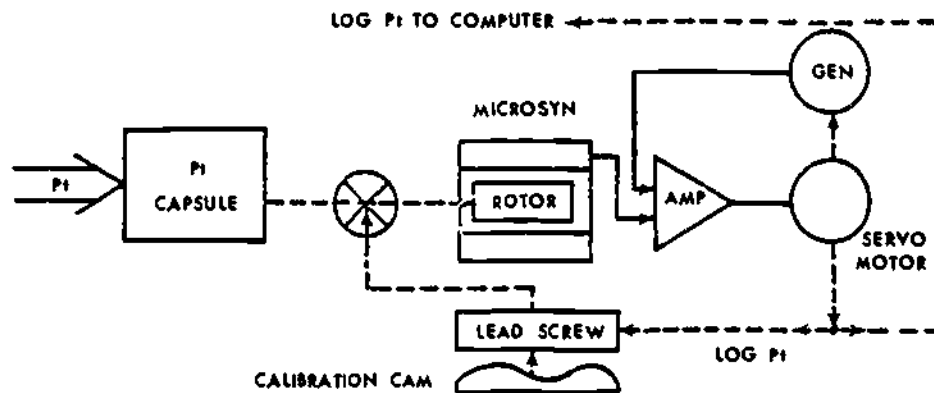 LOG Pt TO COMPUTER
GEN
MICROSYN
Pt
Pt
CAPSULE
ROTOR
AMP
SERVO
MOTOR
LEAD SCREW
LOG Pt
CALIBRATION CAM